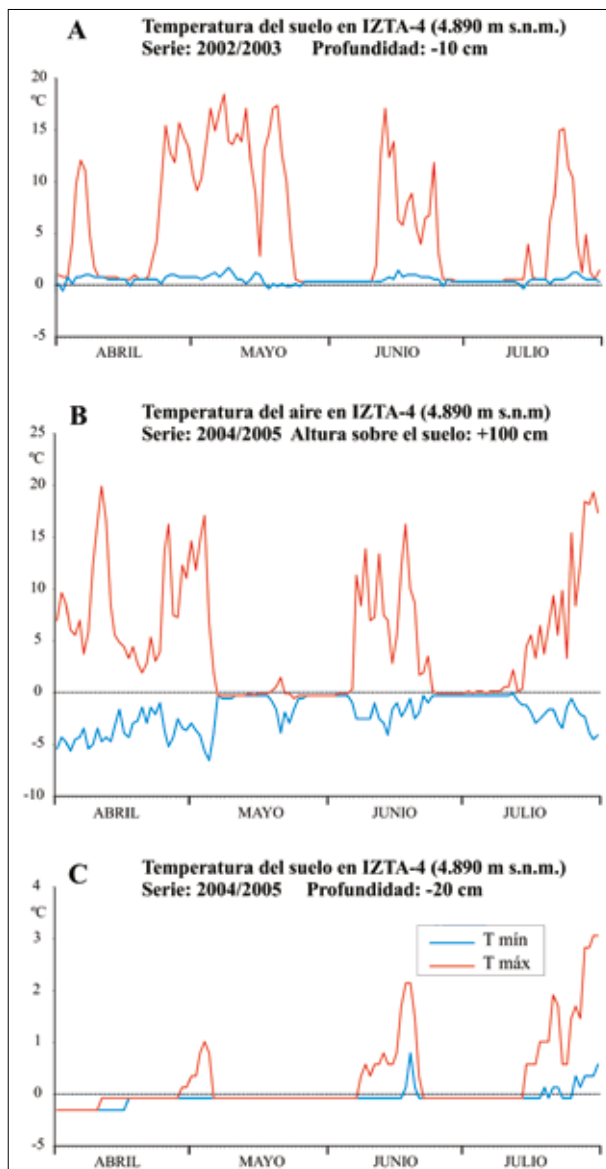 A
Temperatura del suelo en IZTA-4 (4.890 m s.n.m.)
Serie: 2002/2003 Profundidad: -10 cm
20
ºC
15
10
5
0
-5
ABRIL MAYO JUNIO JULIO
B
Temperatura del aire en IZTA-4 (4.890 m s.n.m)
Serie: 2004/2005 Altura sobre el suelo: +100 cm
25
ºC
20
15
10
5
0
-5
-10
ABRIL MAYO JUNIO JULIO
C
Temperatura del suelo en IZTA-4 (4.890 m s.n.m.)
Serie: 2004/2005 Profundidad: -20 cm
4
ºC
3
T mín
T máx
2
1
0
-5
ABRIL MAYO JUNIO JULIO